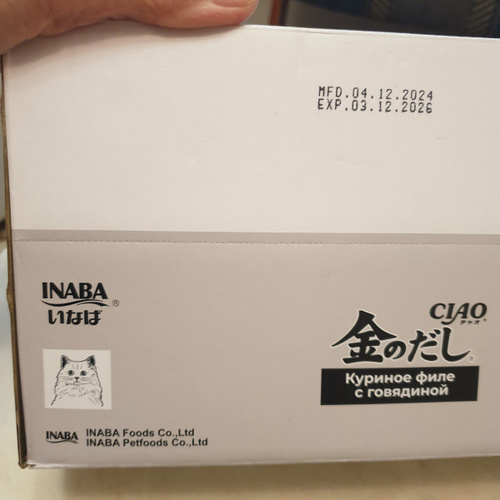 MFD.04.12.2024
EXP.03.12.2026
INABA®
いなば
CIAO
チャオ
金のだし®
Куриное филе
с говядиной
INABA
INABA Foods Co.,Ltd
INABA Petfoods Co.,Ltd